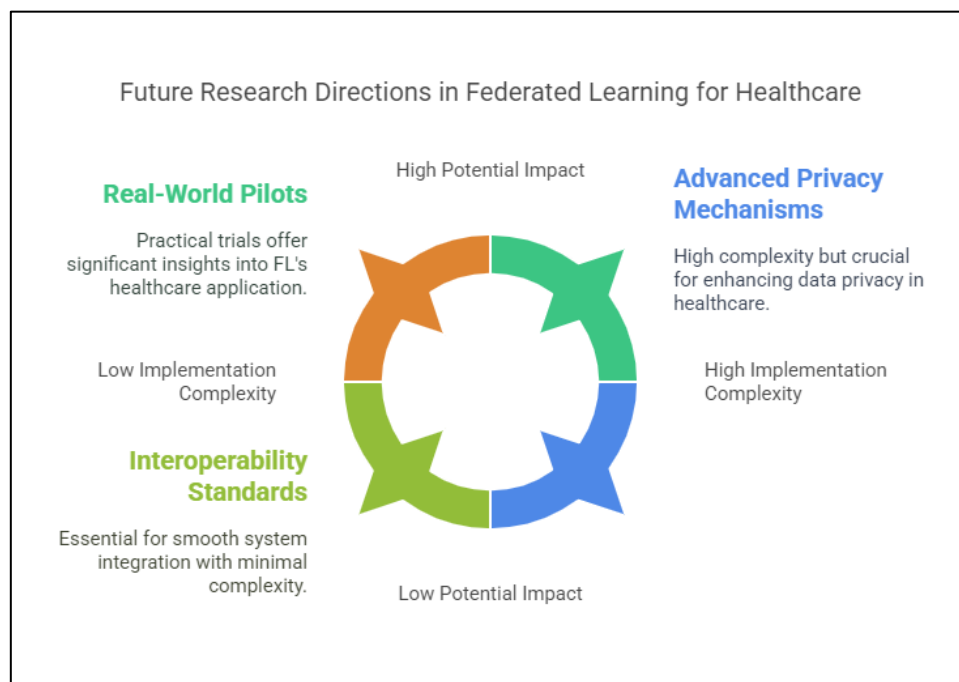 Future Research Directions in Federated Learning for Healthcare
High Potential Impact
Real-World Pilots
Practical trials offer
significant insights into FL's
healthcare application.
Advanced Privacy
Mechanisms
High complexity but crucial
for enhancing data privacy in
healthcare.
Low Implementation
Complexity
High Implementation
Complexity
Interoperability
Standards
Essential for smooth system
integration with minimal
complexity.
Low Potential Impact